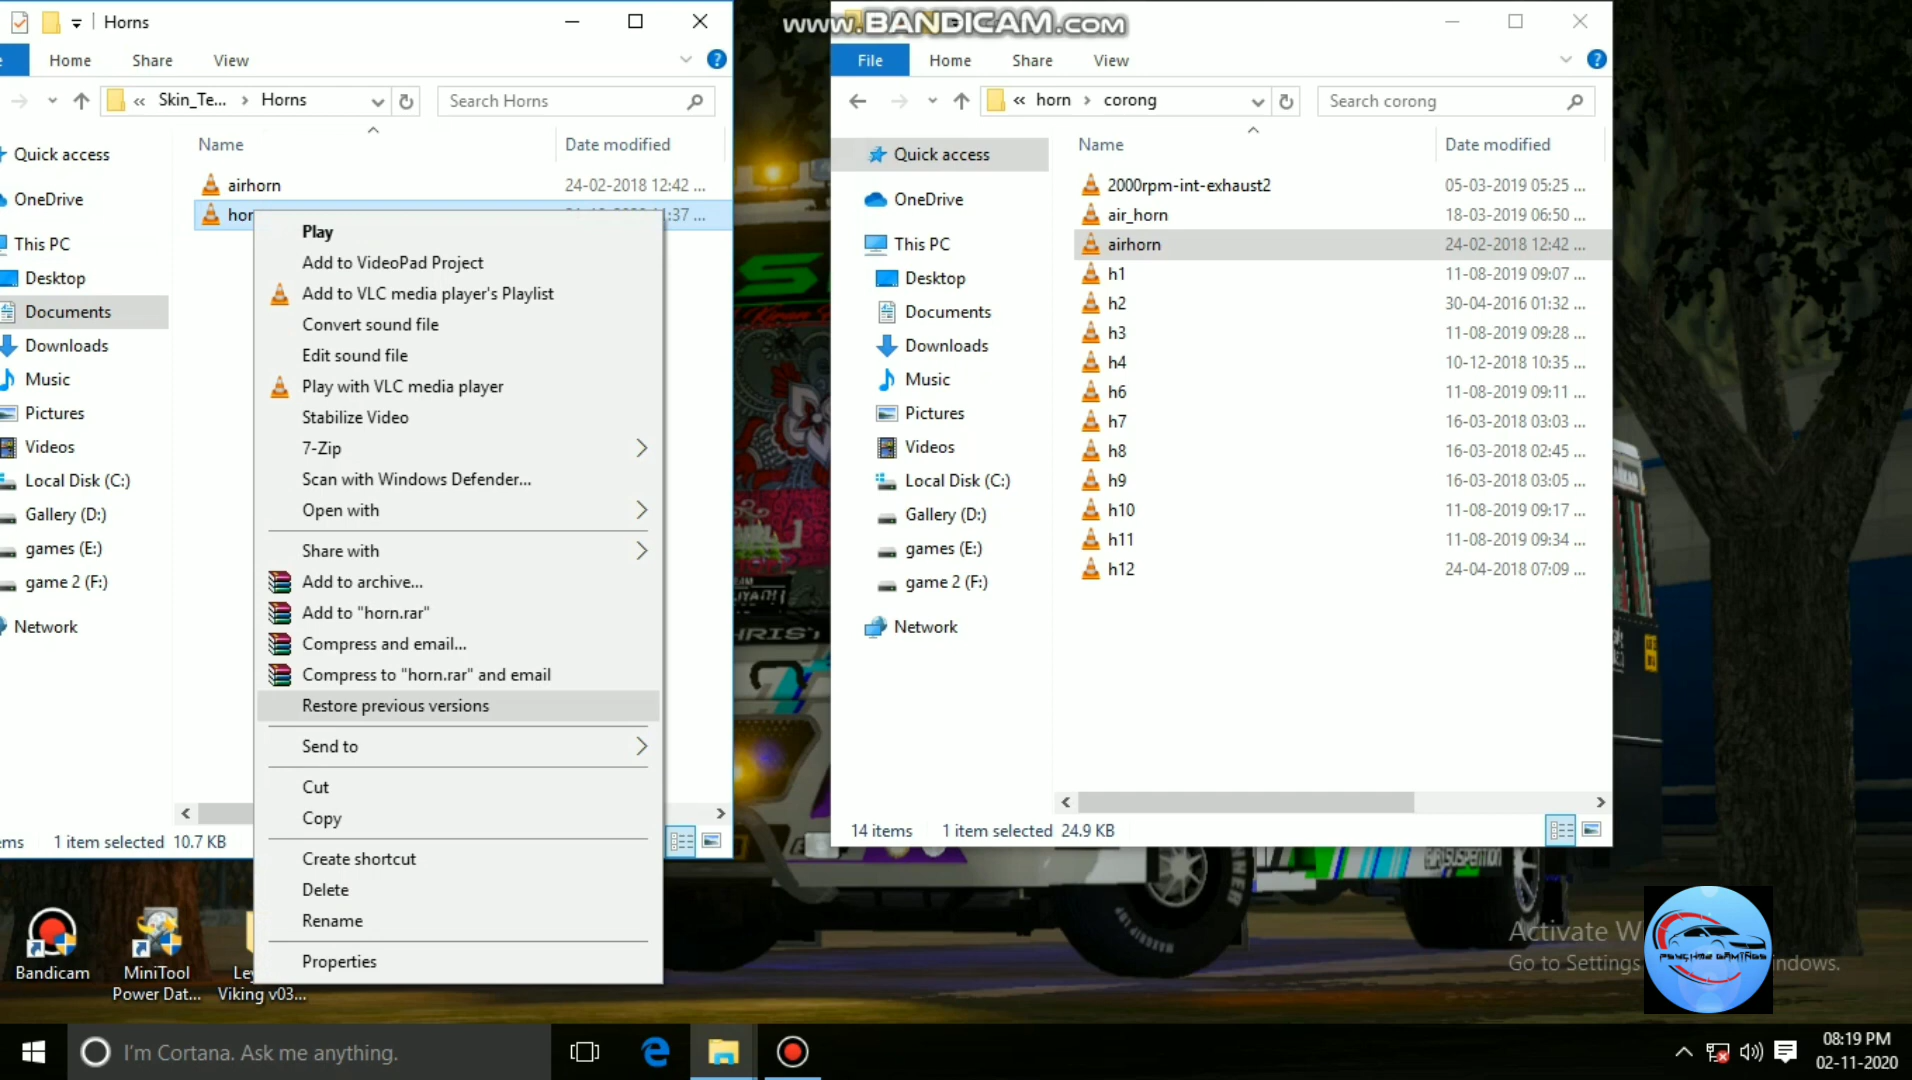 Horns
Home
Share
View
Skin_Te...
Horns
Search Horns
Name
Date modified
Quick access
OneDrive
This PC
Desktop
Documents
Downloads
Music
Pictures
Videos
Local Disk (C:)
Gallery (D:)
games (E:)
game 2 (F:)
Network
airhorn
24-02-2018 12:42 ...
Play
Add to VideoPad Project
Add to VLC media player's Playlist
Convert sound file
Edit sound file
Play with VLC media player
Stabilize Video
7-Zip
Scan with Windows Defender...
Open with
Share with
Add to archive...
Add to "horn.rar"
Compress and email...
Compress to "horn.rar" and email
Restore previous versions
Send to
Cut
Copy
Create shortcut
Delete
Rename
Properties
1 item selected 10.7 KB
www.BANDICAM.com
File
Home
Share
View
horn
corong
Search corong
Name
Date modified
Quick access
OneDrive
This PC
Desktop
Documents
Downloads
Music
Pictures
Videos
Local Disk (C:)
Gallery (D:)
games (E:)
game 2 (F:)
Network
2000rpm-int-exhaust2 05-03-2019 05:25 ...
air_horn 18-03-2019 06:50 ...
airhorn 24-02-2018 12:42 ...
h1 11-08-2019 09:07 ...
h2 30-04-2016 01:32 ...
h3 11-08-2019 09:28 ...
h4 10-12-2018 10:35 ...
h6 11-08-2019 09:11 ...
h7 16-03-2018 03:03 ...
h8 16-03-2018 02:45 ...
h9 16-03-2018 03:05 ...
h10 11-08-2019 09:17 ...
h11 11-08-2019 09:34 ...
h12 24-04-2018 07:09 ...
14 items 1 item selected 24.9 KB
AIR SUSPENTION
Activate W
Go to Settings
indows.
PSYCHME GAMINGS
Bandicam
MiniTool
Power Dat...
Viking v03...
I'm Cortana. Ask me anything.
08:19 PM
02-11-2020